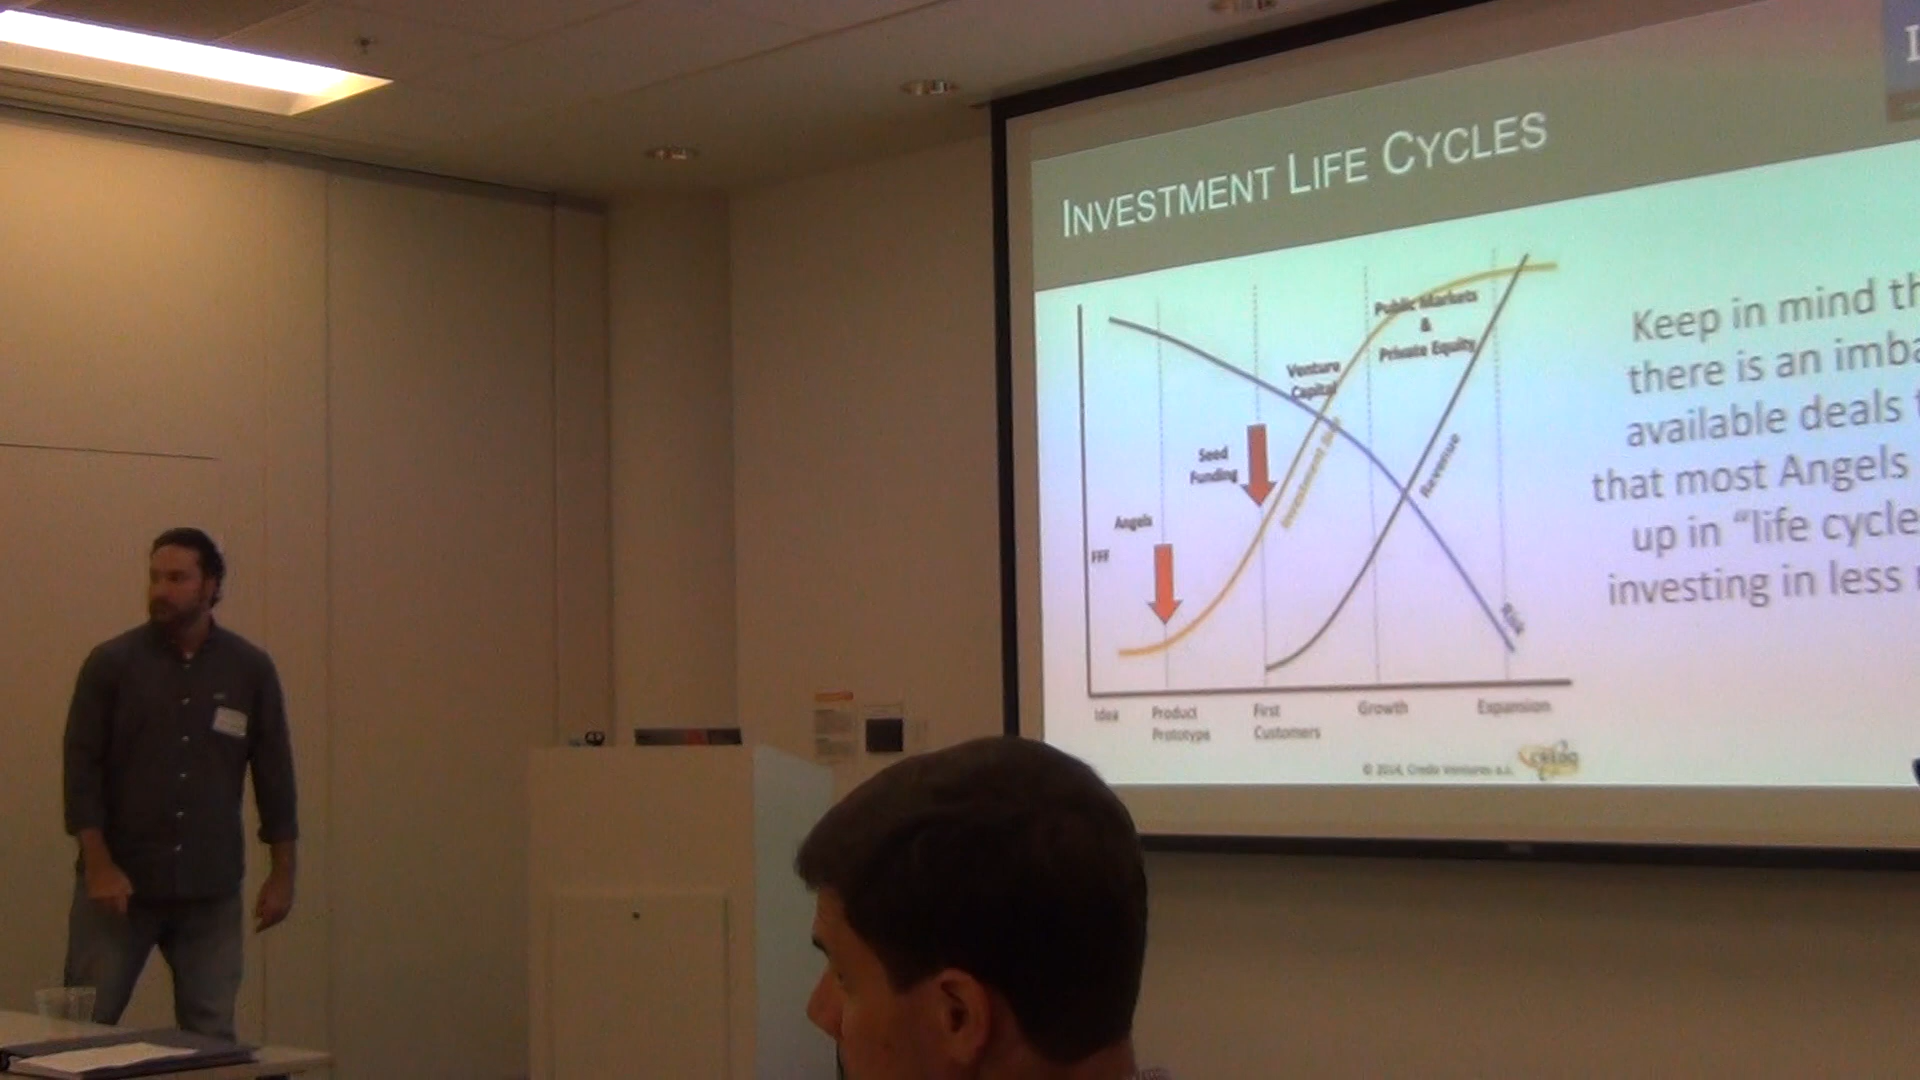 INVESTMENT LIFE CYCLES
Public Markets
&
Private Equity
Venture
Capital
Seed
Funding
Angels
FFF
Investment
Revenue
Risk
Idea
Product
Prototype
First
Customers
Growth
Expansion
© 2014, Credo Ventures a.s.
CREDO
Keep in mind th
there is an imba
available deals t
that most Angels
up in “life cycle
investing in less